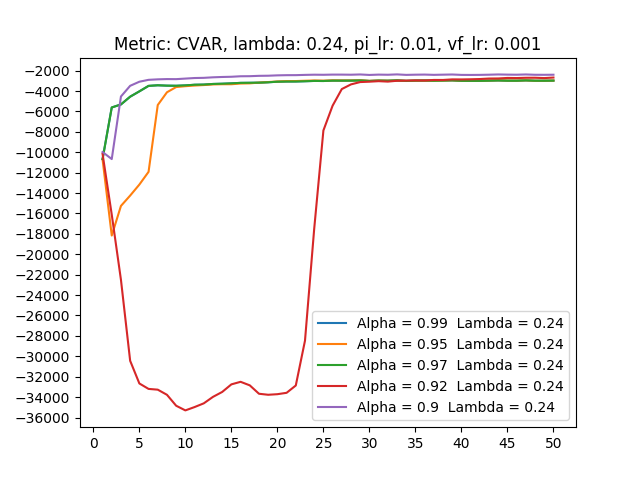 Metric: CVAR, lambda: 0.24, pi_lr: 0.01, vf_lr: 0.001
−2000
−4000
−6000
−8000
−10000
−12000
−14000
−16000
−18000
−20000
−22000
−24000
−26000
−28000
−30000
−32000
−34000
−36000
Alpha = 0.99 Lambda = 0.24
Alpha = 0.95 Lambda = 0.24
Alpha = 0.97 Lambda = 0.24
Alpha = 0.92 Lambda = 0.24
Alpha = 0.9 Lambda = 0.24
0 5 10 15 20 25 30 35 40 45 50